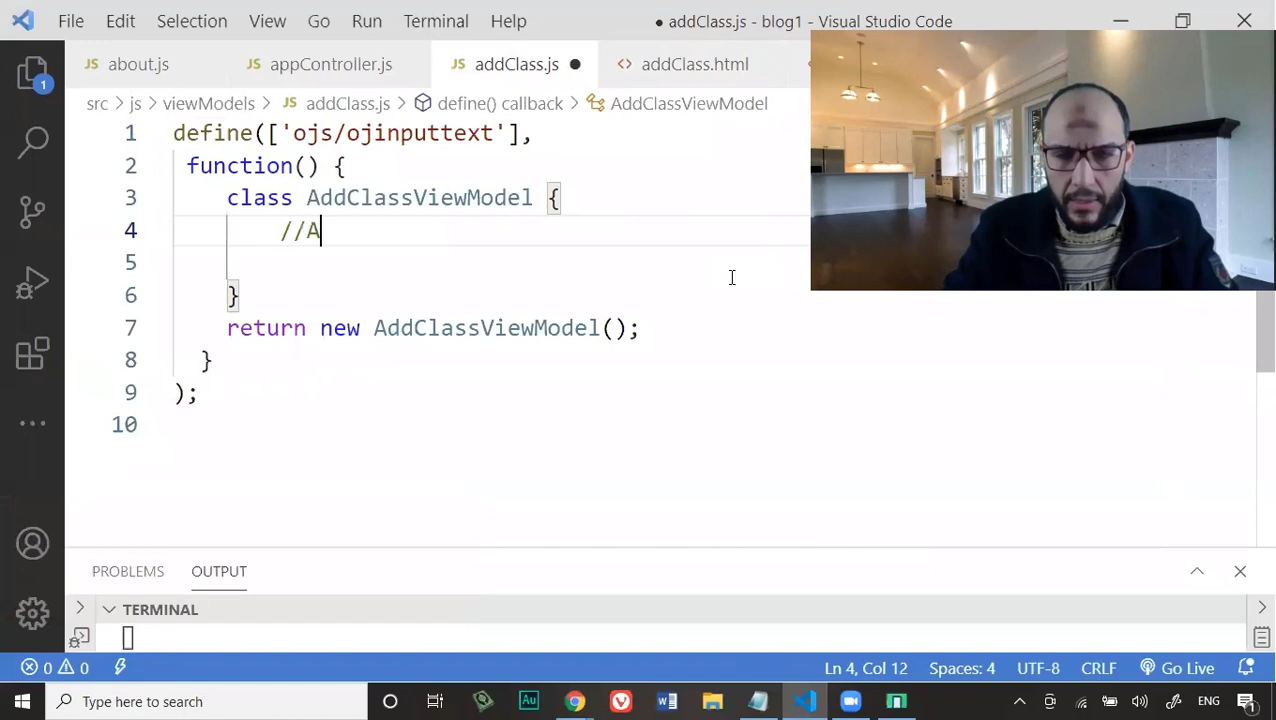 File Edit Selection View Go Run Terminal Help ● addClass.js - blog1 - Visual Studio Code
JS about.js JS appController.js JS addClass.js ● <> addClass.html
src > js > viewModels > JS addClass.js > define() callback > AddClassViewModel
1 define(['ojs/ojinputtext'],
2 function() {
3 class AddClassViewModel {
4 //A
5
6 }
7 return new AddClassViewModel();
8 }
9 );
10
1
PROBLEMS OUTPUT
TERMINAL
0 0 Ln 4, Col 12 Spaces: 4 UTF-8 CRLF Go Live
Type here to search Au W ENG 1